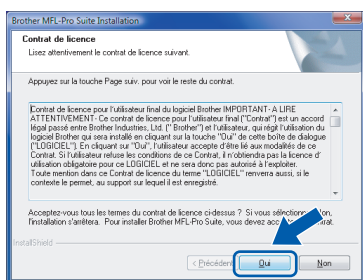 Brother MFL-Pro Suite Installation
Contrat de licence
Lisez attentivement le contrat de licence suivant.
Appuyez sur la touche Page suiv. pour voir le reste du contrat.
Contrat de licence pour l'utilisateur final du logiciel Brother IMPORTANT- A LIRE
ATTENTIVEMENT- Ce contrat de licence pour l'utilisateur final ("Contrat") est un accord
légal passé entre Brother Industries, Ltd. (" Brother") et l'utilisateur, qui régit l'utilisation du
logiciel Brother qui sera installé en cliquant sur la touche "Oui" de cette boîte de dialogue
("LOGICIEL"). En cliquant sur "Oui", l'utilisateur accepte d'être lié aux modalités de ce
Contrat. Si l'utilisateur refuse les conditions de ce Contrat, il n'obtiendra pas la licence d'
utilisation obligatoire pour ce LOGICIEL et ne sera donc pas autorisé à l'exploiter.
Toute mention dans ce Contrat de licence du terme "LOGICIEL" renverra aussi, si le
contexte le permet, au support sur lequel il est enregistré.
Acceptez-vous tous les termes du contrat de licence ci-dessus ? Si vous sélectionn on,
l'installation s'arrêtera. Pour installer Brother MFL-Pro Suite, vous devez acc rat.
InstallShield
< Précédent
Oui
Non